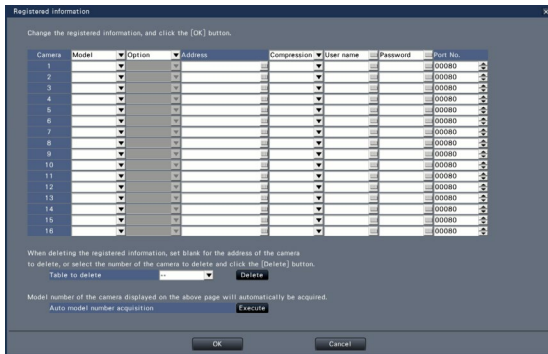 Registered information
Change the registered information, and click the [OK] button.
Camera Model Option Address Compression User name Password Port No.
1 00080
2 00080
3 00080
4 00080
5 00080
6 00080
7 00080
8 00080
9 00080
10 00080
11 00080
12 00080
13 00080
14 00080
15 00080
16 00080
When deleting the registered information, set blank for the address of the camera
to delete, or select the number of the camera to delete and click the [Delete] button.
Table to delete -- Delete
Model number of the camera displayed on the above page will automatically be acquired.
Auto model number acquisition Execute
OK Cancel